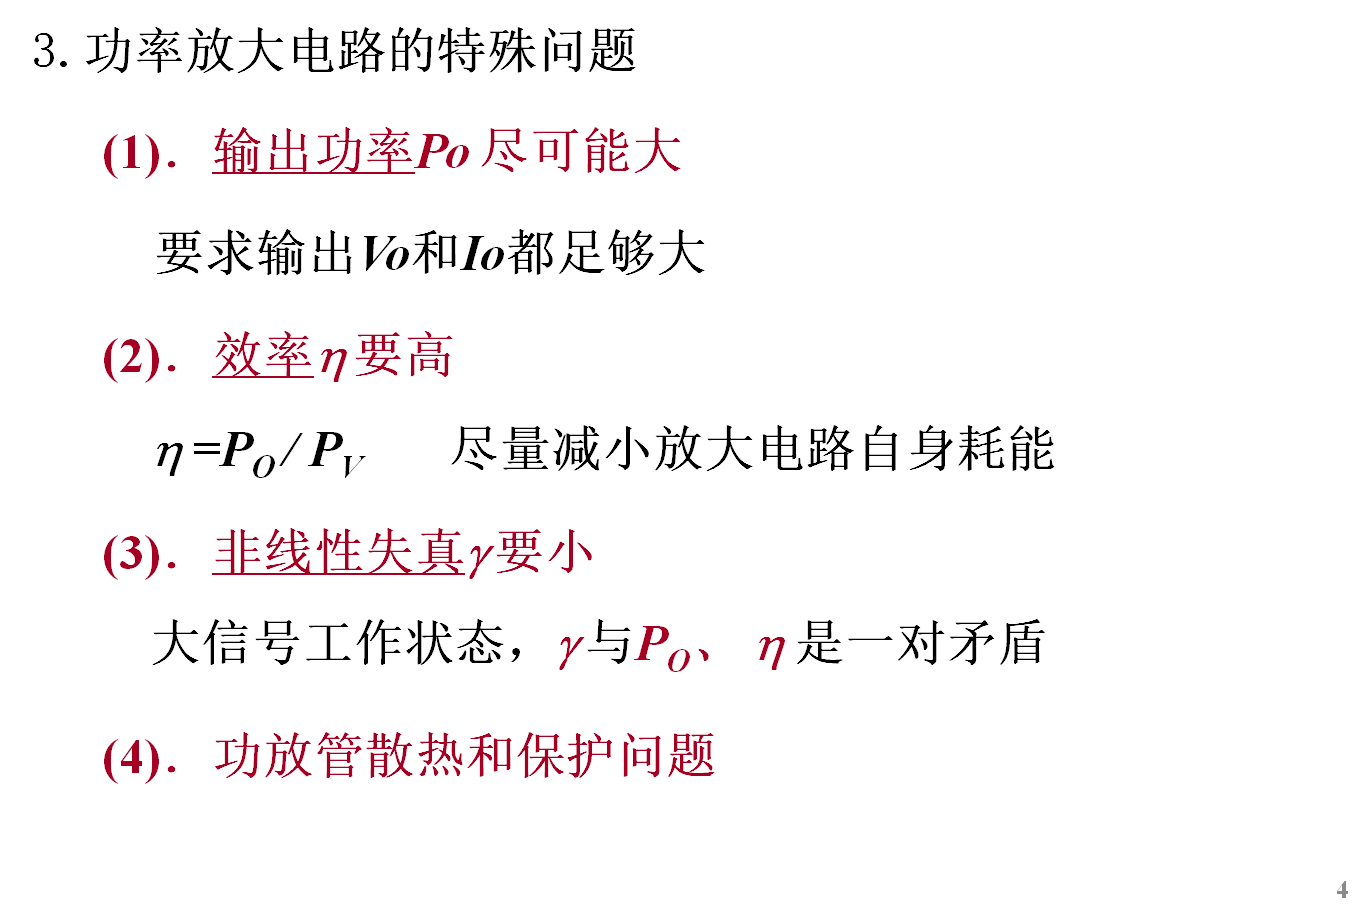 3. 功率放大电路的特殊问题
(1). 输出功率Po 尽可能大
要求输出Vo和Io都足够大
(2). 效率η要高
η=PO / PV 尽量减小放大电路自身耗能
(3). 非线性失真γ要小
大信号工作状态，γ与PO、 η是一对矛盾
(4). 功放管散热和保护问题
4